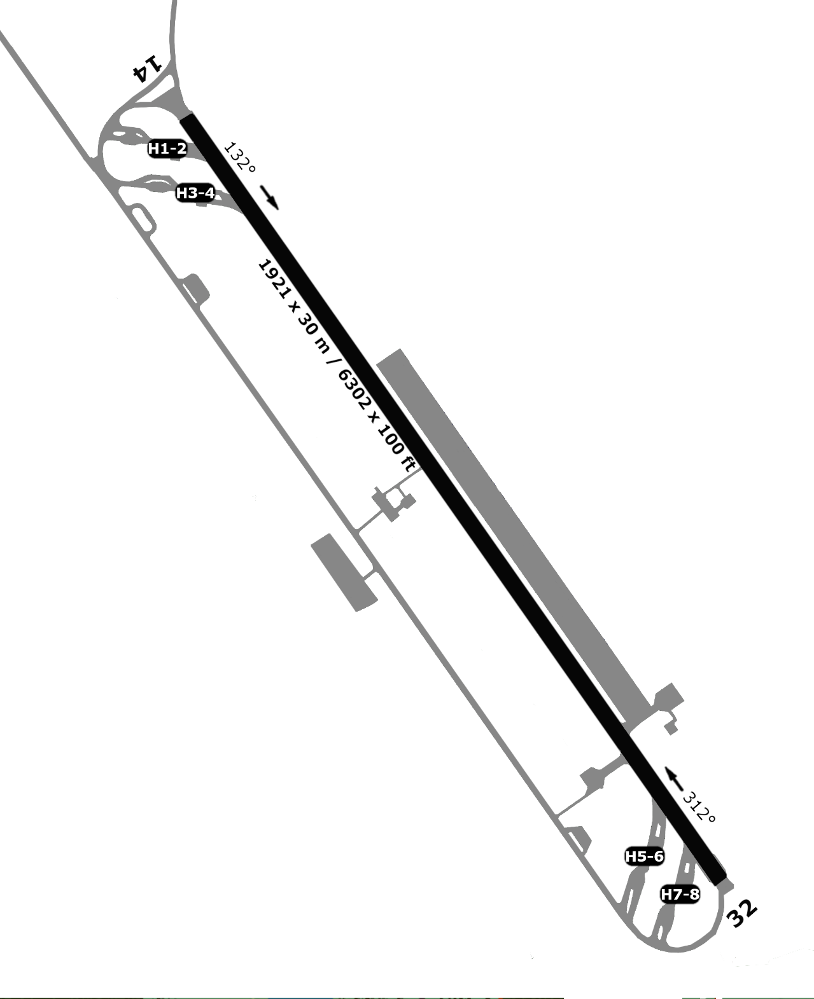 14
132°
H1-2
H3-4
1921 x 30 m / 6302 x 100 ft
312°
H5-6
H7-8
32